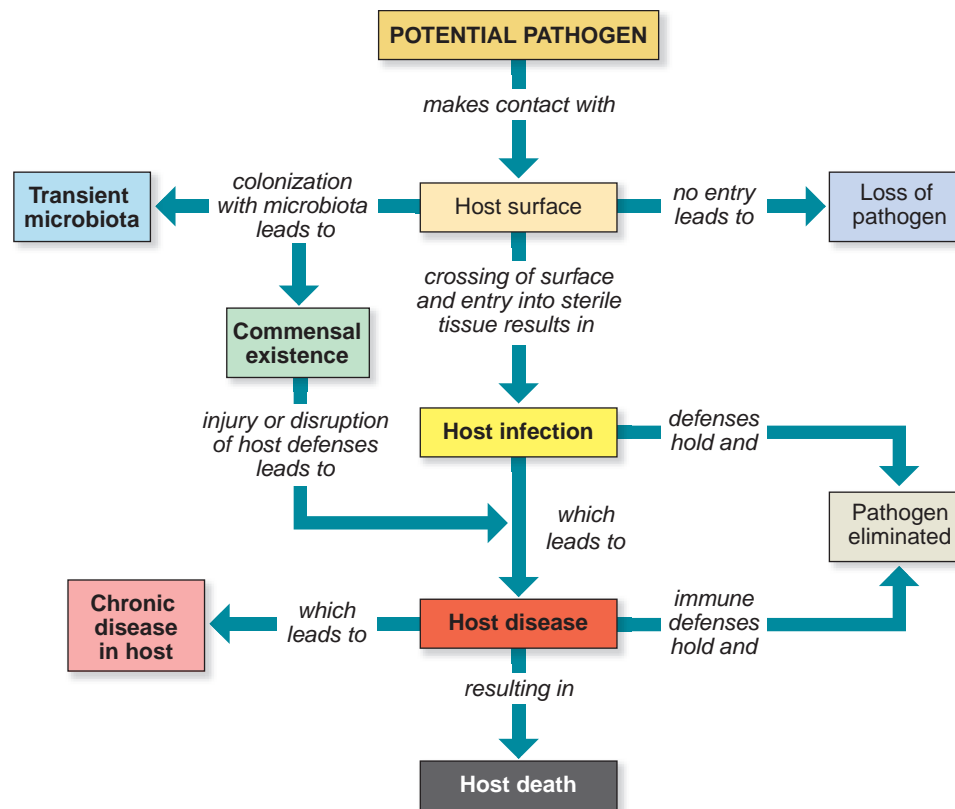 POTENTIAL PATHOGEN
makes contact with
Transient
microbiota
colonization
with microbiota
leads to
Host surface
no entry
leads to
Loss of
pathogen
crossing of surface
and entry into sterile
tissue results in
Commensal
existence
injury or disruption
of host defenses
leads to
Host infection
defenses
hold and
which
leads to
Pathogen
eliminated
Chronic
disease
in host
which
leads to
Host disease
immune
defenses
hold and
resulting in
Host death